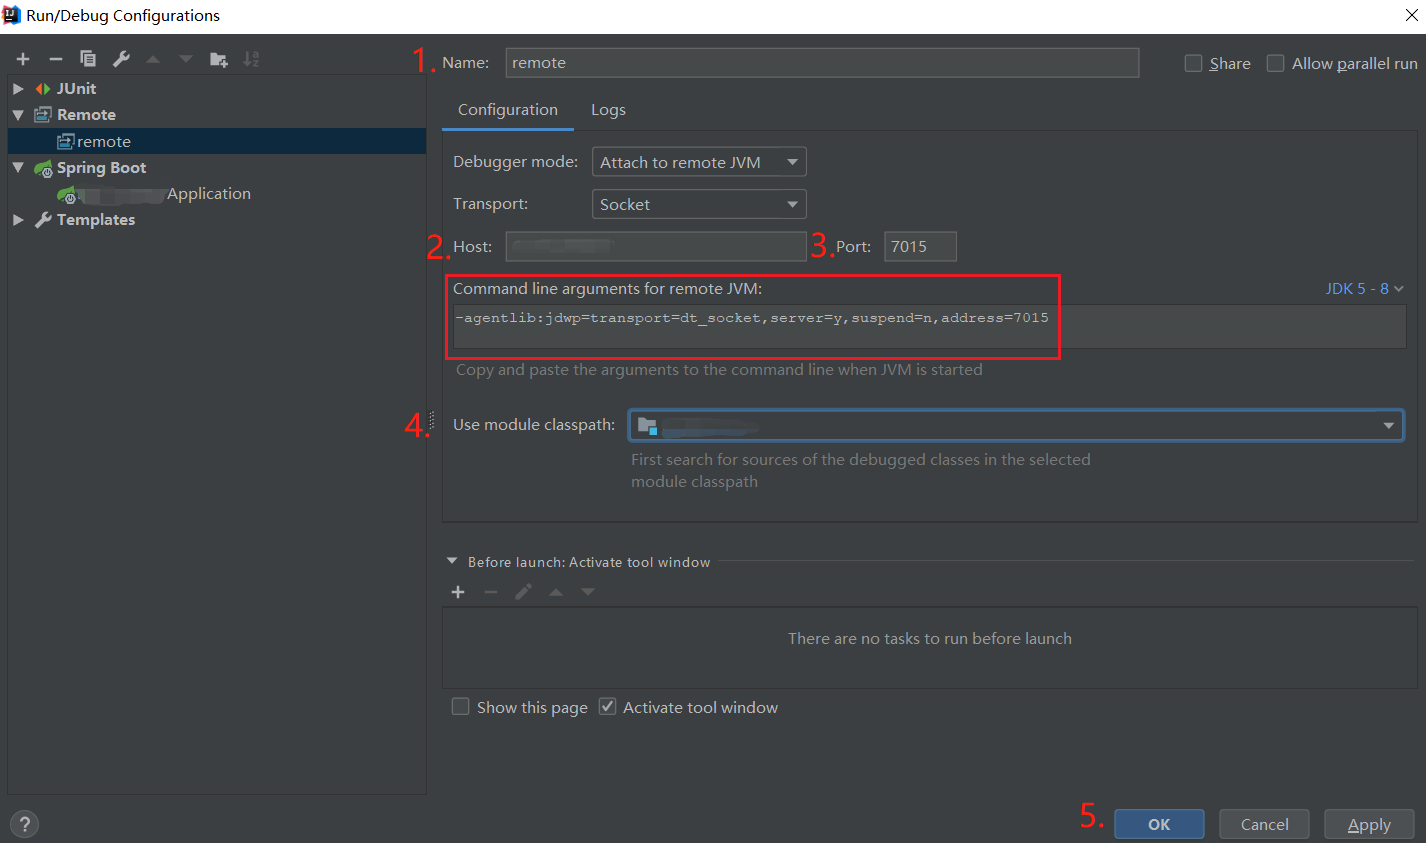 Run/Debug Configurations
1. Name: remote
Share
Allow parallel run
JUnit
Remote
remote
Spring Boot
Application
Templates
Configuration
Logs
Debugger mode: Attach to remote JVM
Transport: Socket
2. Host:
3. Port: 7015
Command line arguments for remote JVM:
JDK 5 - 8
-agentlib:jdwp=transport=dt_socket,server=y,suspend=n,address=7015
Copy and paste the arguments to the command line when JVM is started
4. Use module classpath:
First search for sources of the debugged classes in the selected
module classpath
Before launch: Activate tool window
There are no tasks to run before launch
Show this page
Activate tool window
?
5. OK
Cancel
Apply